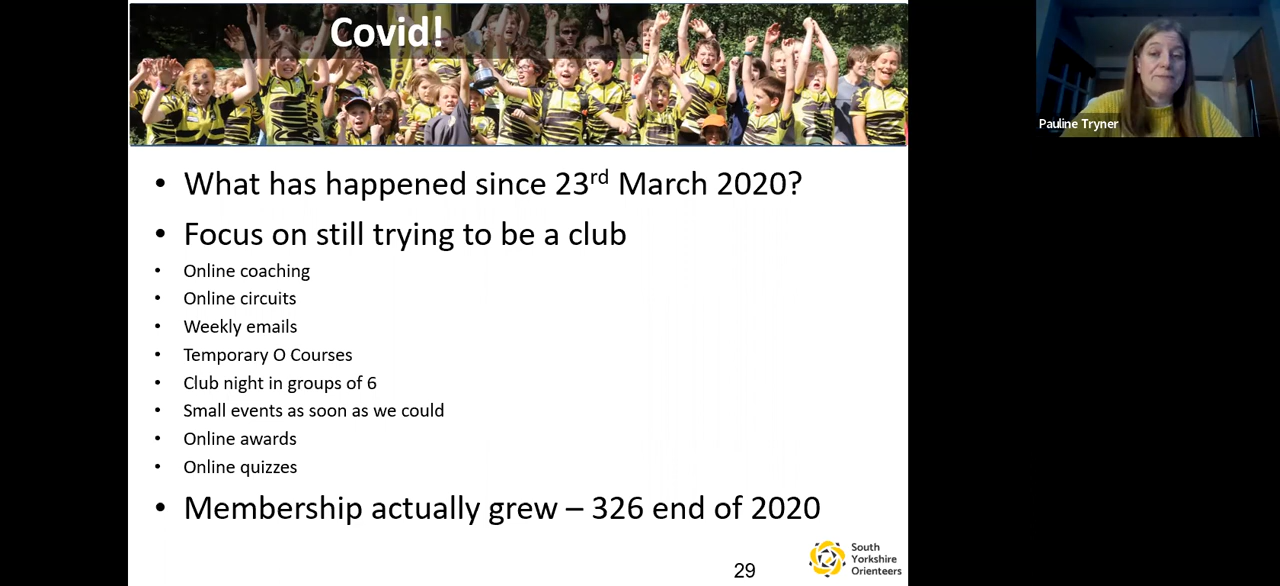 Covid!
Pauline Tryner
• What has happened since 23rd March 2020?
• Focus on still trying to be a club
• Online coaching
• Online circuits
• Weekly emails
• Temporary O Courses
• Club night in groups of 6
• Small events as soon as we could
• Online awards
• Online quizzes
• Membership actually grew – 326 end of 2020
29
South
Yorkshire
Orienteers